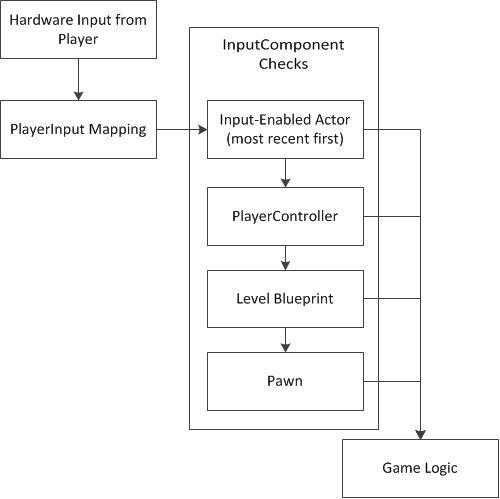 Hardware Input from
Player
PlayerInput Mapping
InputComponent
Checks
Input-Enabled Actor
(most recent first)
PlayerController
Level Blueprint
Pawn
Game Logic